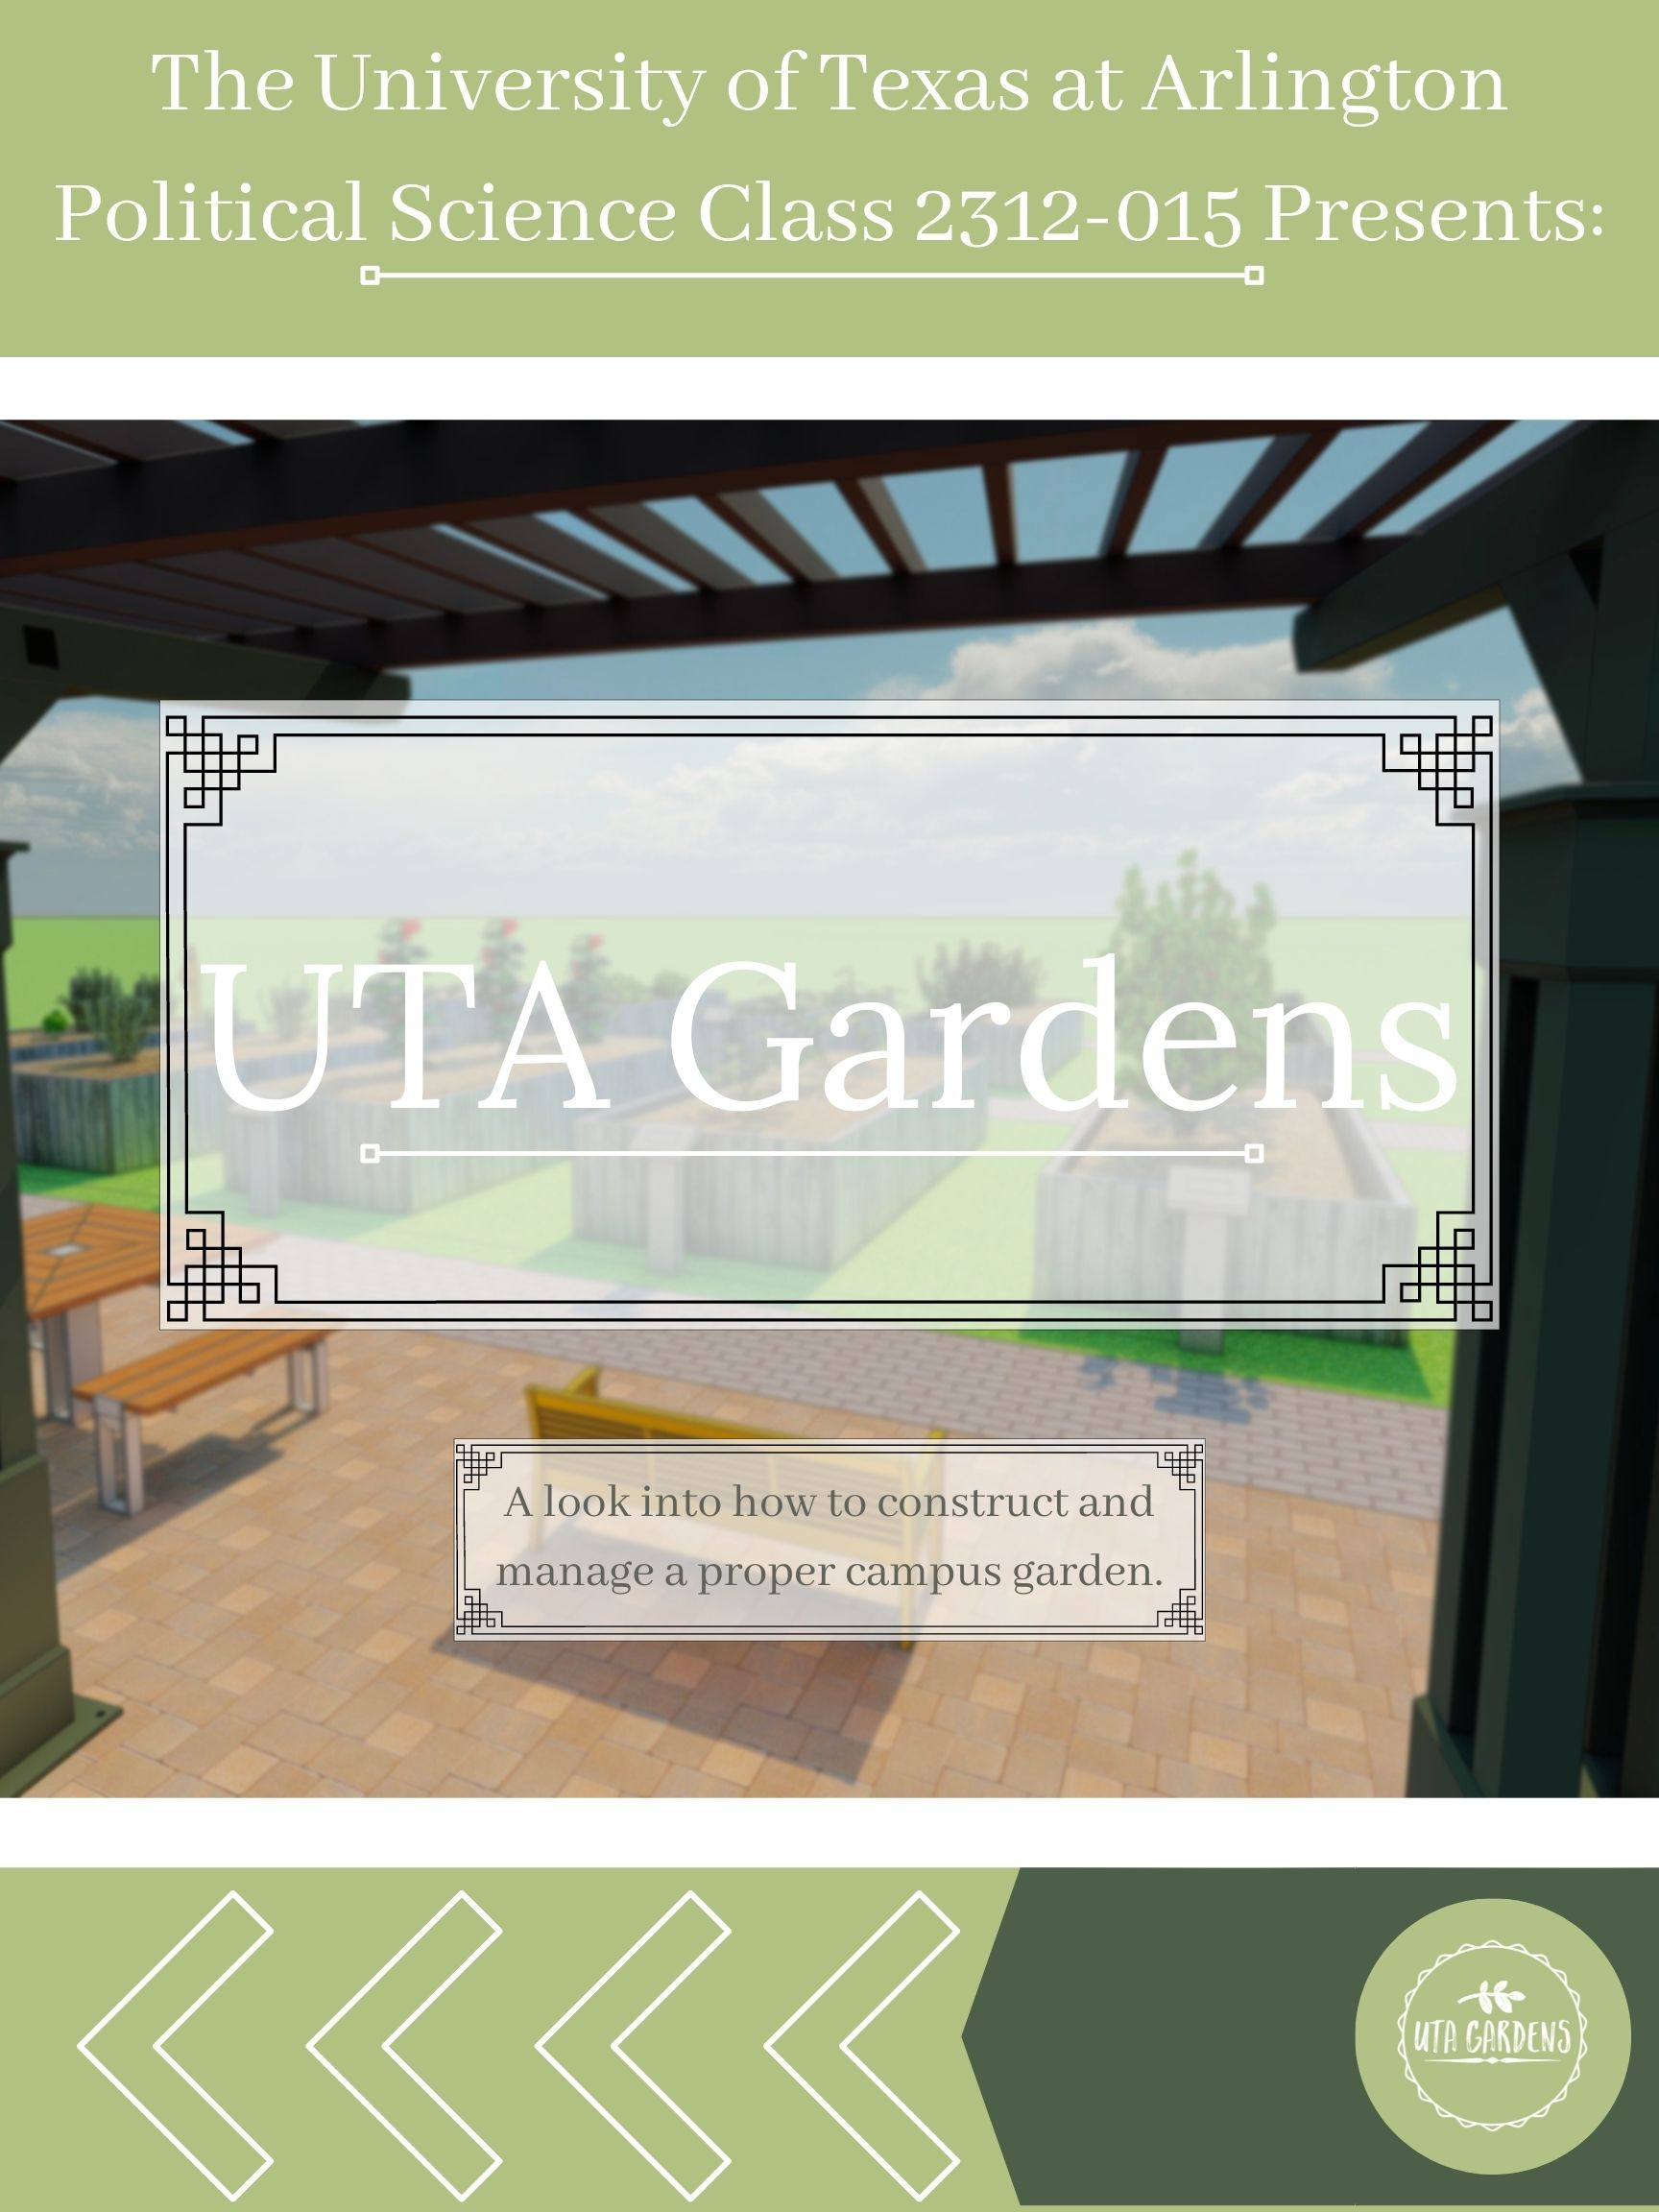 The University of Texas at Arlington
Political Science Class 2312-015 Presents:
UTA Gardens
A look into how to construct and
manage a proper campus garden.
UTA GARDENS